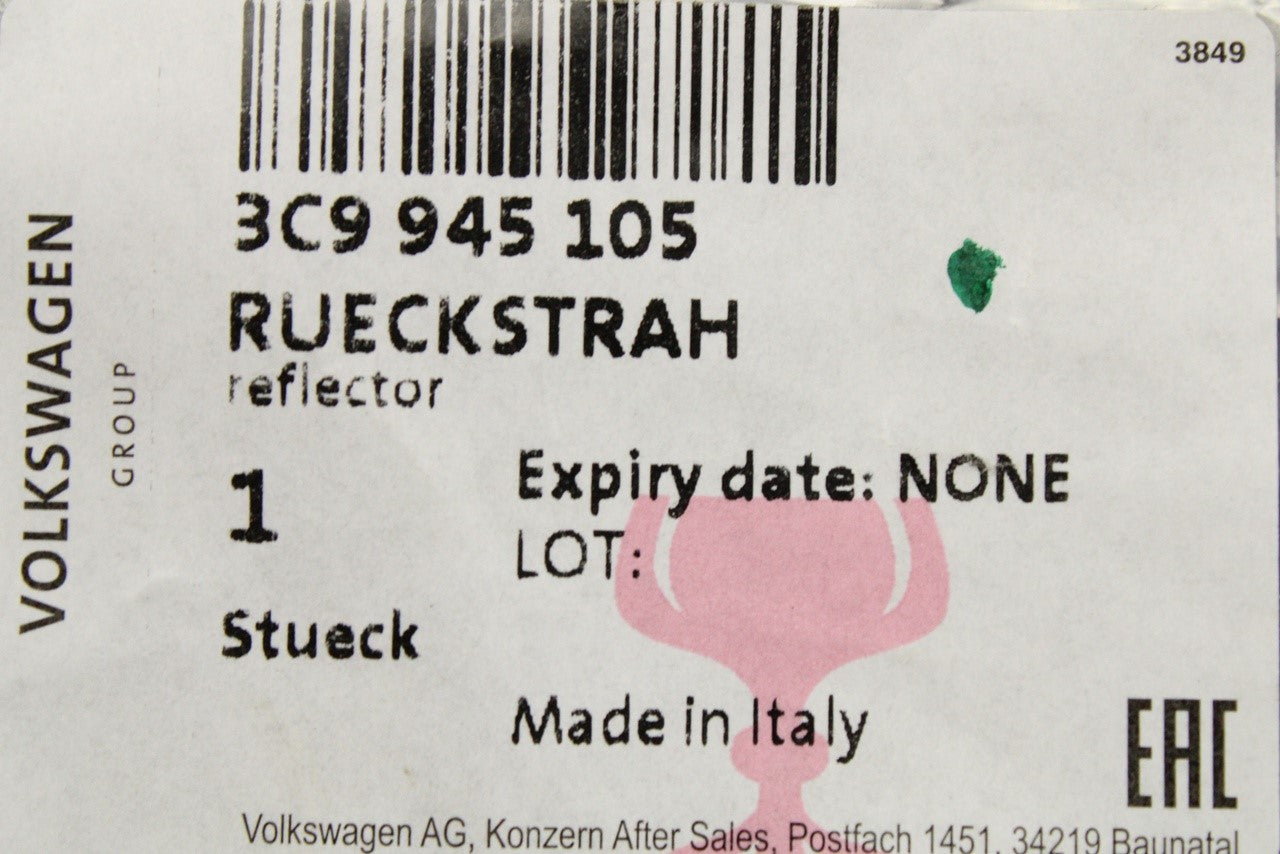 3849
3C9 945 105
RUECKSTRAH
reflector
VOLKSWAGEN
GROUP
1
Expiry date: NONE
LOT:
Stueck
Made in Italy
EAC
Volkswagen AG, Konzern After Sales, Postfach 1451, 34219 Baunatal